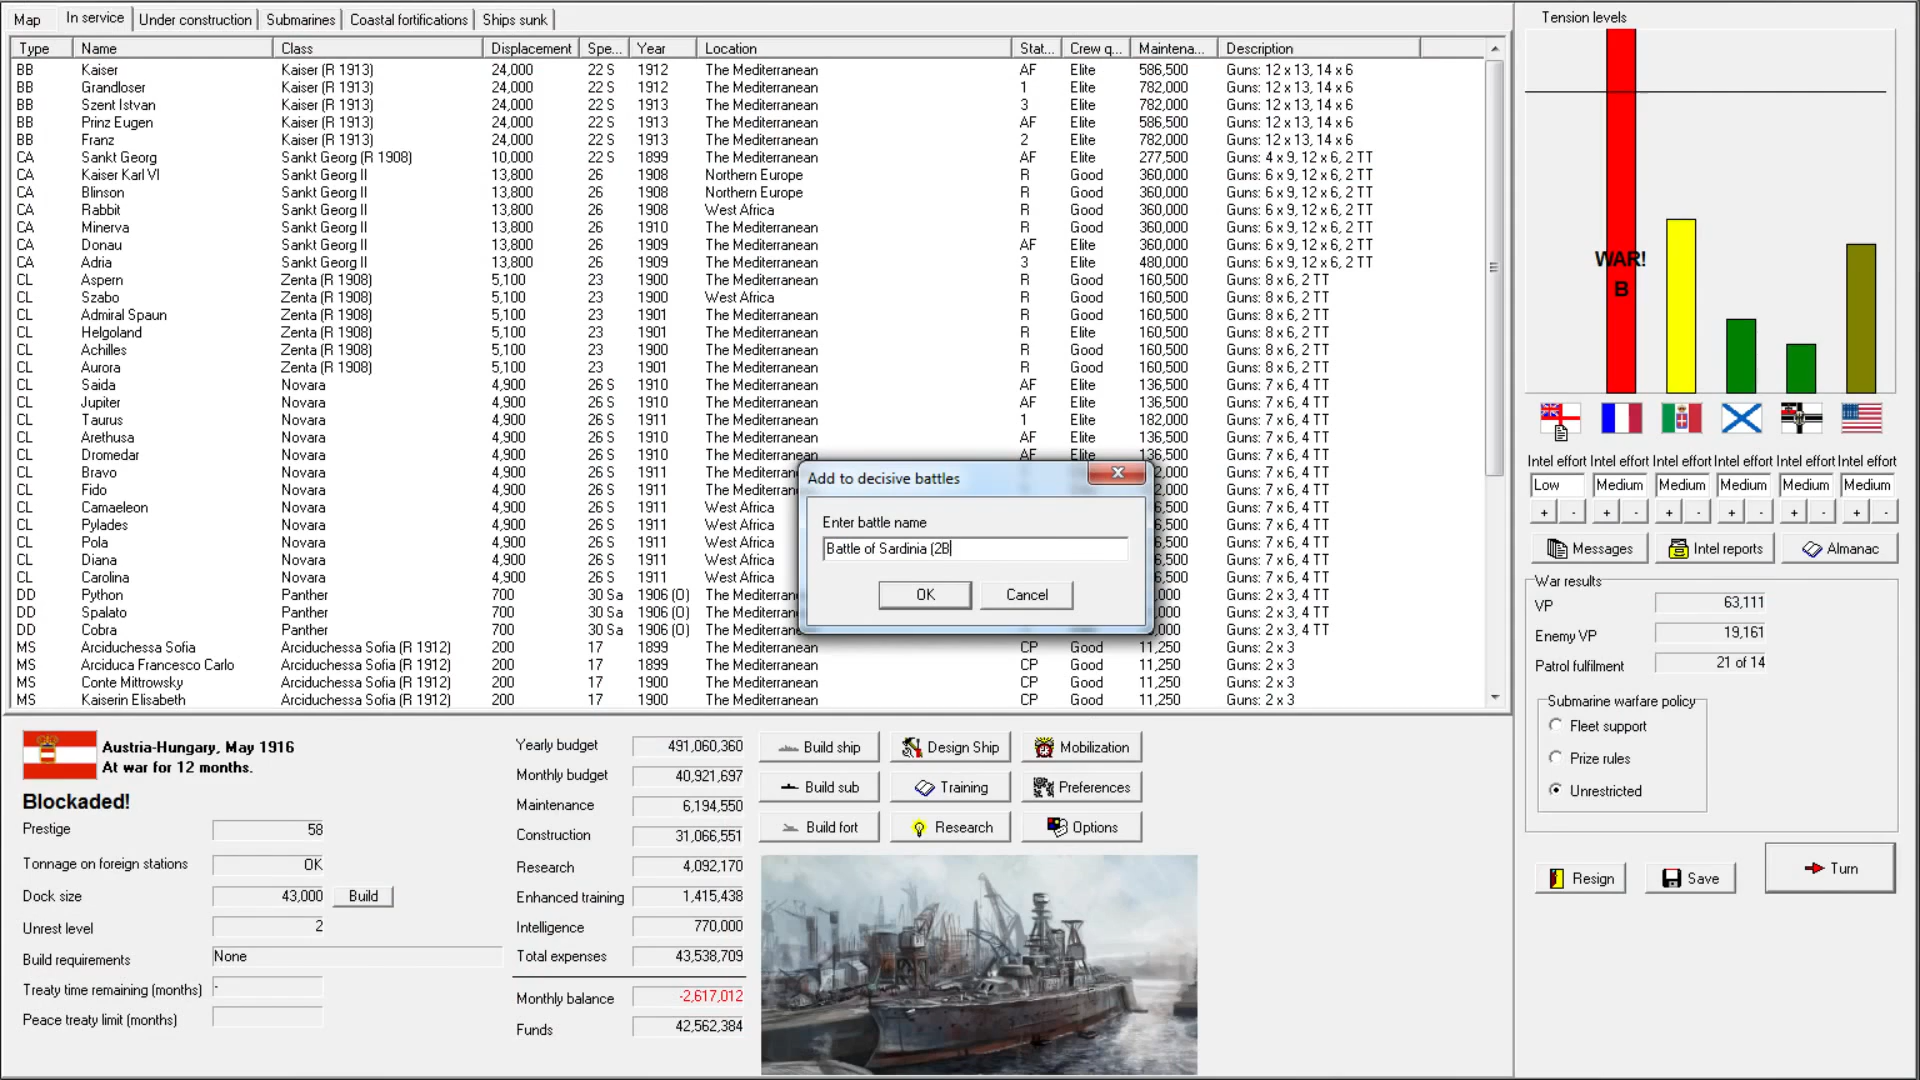 Map In service Under construction Submarines Coastal fortifications Ships sunk
Type Name Class Displacement Spe... Year Location Stat... Crew q... Maintena... Description
BB Kaiser Kaiser (R 1913) 24,000 22 S 1912 The Mediterranean AF Elite 586,500 Guns: 12 x 13, 14 x 6
BB Grandloser Kaiser (R 1913) 24,000 22 S 1912 The Mediterranean 1 Elite 782,000 Guns: 12 x 13, 14 x 6
BB Szent Istvan Kaiser (R 1913) 24,000 22 S 1913 The Mediterranean 3 Elite 782,000 Guns: 12 x 13, 14 x 6
BB Prinz Eugen Kaiser (R 1913) 24,000 22 S 1913 The Mediterranean AF Elite 586,500 Guns: 12 x 13, 14 x 6
BB Franz Kaiser (R 1913) 24,000 22 S 1913 The Mediterranean 2 Elite 782,000 Guns: 12 x 13, 14 x 6
CA Sankt Georg Sankt Georg (R 1908) 10,000 22 S 1899 The Mediterranean AF Elite 277,500 Guns: 4 x 9, 12 x 6, 2 TT
CA Kaiser Karl VI Sankt Georg II 13,800 26 1908 Northern Europe R Good 360,000 Guns: 6 x 9, 12 x 6, 2 TT
CA Blinson Sankt Georg II 13,800 26 1908 Northern Europe R Good 360,000 Guns: 6 x 9, 12 x 6, 2 TT
CA Rabbit Sankt Georg II 13,800 26 1908 West Africa R Good 360,000 Guns: 6 x 9, 12 x 6, 2 TT
CA Minerva Sankt Georg II 13,800 26 1910 The Mediterranean R Good 360,000 Guns: 6 x 9, 12 x 6, 2 TT
CA Donau Sankt Georg II 13,800 26 1909 The Mediterranean AF Elite 360,000 Guns: 6 x 9, 12 x 6, 2 TT
CA Adria Sankt Georg II 13,800 26 1909 The Mediterranean 3 Elite 480,000 Guns: 6 x 9, 12 x 6, 2 TT
CL Aspern Zenta (R 1908) 5,100 23 1900 The Mediterranean R Good 160,500 Guns: 8 x 6, 2 TT
CL Szabo Zenta (R 1908) 5,100 23 1900 West Africa R Good 160,500 Guns: 8 x 6, 2 TT
CL Admiral Spaun Zenta (R 1908) 5,100 23 1901 The Mediterranean R Good 160,500 Guns: 8 x 6, 2 TT
CL Helgoland Zenta (R 1908) 5,100 23 1901 The Mediterranean R Elite 160,500 Guns: 8 x 6, 2 TT
CL Achilles Zenta (R 1908) 5,100 23 1900 The Mediterranean R Good 160,500 Guns: 8 x 6, 2 TT
CL Aurora Zenta (R 1908) 5,100 23 1901 The Mediterranean R Good 160,500 Guns: 8 x 6, 2 TT
CL Saida Novara 4,900 26 S 1910 The Mediterranean AF Elite 136,500 Guns: 7 x 6, 4 TT
CL Jupiter Novara 4,900 26 S 1910 The Mediterranean AF Elite 136,500 Guns: 7 x 6, 4 TT
CL Taurus Novara 4,900 26 S 1911 The Mediterranean 1 Elite 182,000 Guns: 7 x 6, 4 TT
CL Arethusa Novara 4,900 26 S 1910 The Mediterranean AF Elite 136,500 Guns: 7 x 6, 4 TT
CL Dromedar Novara 4,900 26 S 1910 The Mediterranean AF Elite 136,500 Guns: 7 x 6, 4 TT
CL Bravo Novara 4,900 26 S 1911 The Mediterranean 2,000 Guns: 7 x 6, 4 TT
CL Fido Novara 4,900 26 S 1911 The Mediterranean 2,000 Guns: 7 x 6, 4 TT
CL Camaeleon Novara 4,900 26 S 1911 West Africa 6,500 Guns: 7 x 6, 4 TT
CL Pylades Novara 4,900 26 S 1911 West Africa 6,500 Guns: 7 x 6, 4 TT
CL Pola Novara 4,900 26 S 1911 West Africa 6,500 Guns: 7 x 6, 4 TT
CL Diana Novara 4,900 26 S 1911 West Africa 6,500 Guns: 7 x 6, 4 TT
CL Carolina Novara 4,900 26 S 1911 West Africa 6,500 Guns: 7 x 6, 4 TT
DD Python Panther 700 30 Sa 1906 (O) The Mediterranean ,000 Guns: 2 x 3, 4 TT
DD Spalato Panther 700 30 Sa 1906 (O) The Mediterranean ,000 Guns: 2 x 3, 4 TT
DD Cobra Panther 700 30 Sa 1906 (O) The Mediterranean ,000 Guns: 2 x 3, 4 TT
MS Arciduchessa Sofia Arciduchessa Sofia (R 1912) 200 17 1899 The Mediterranean CP Good 11,250 Guns: 2 x 3
MS Arciduca Francesco Carlo Arciduchessa Sofia (R 1912) 200 17 1899 The Mediterranean CP Good 11,250 Guns: 2 x 3
MS Conte Mittrowsky Arciduchessa Sofia (R 1912) 200 17 1900 The Mediterranean CP Good 11,250 Guns: 2 x 3
MS Kaiserin Elisabeth Arciduchessa Sofia (R 1912) 200 17 1900 The Mediterranean CP Good 11,250 Guns: 2 x 3
Add to decisive battles
Enter battle name
Battle of Sardinia (2B
OK Cancel
Austria-Hungary, May 1916
At war for 12 months.
Blockaded!
Prestige 58
Tonnage on foreign stations OK
Dock size 43,000 Build
Unrest level 2
Build requirements None
Treaty time remaining (months) -
Peace treaty limit (months)
Yearly budget 491,060,360
Monthly budget 40,921,697
Maintenance 6,194,550
Construction 31,066,551
Research 4,092,170
Enhanced training 1,415,438
Intelligence 770,000
Total expenses 43,538,709
Monthly balance -2,617,012
Funds 42,562,384
Build ship Design Ship Mobilization
Build sub Training Preferences
Build fort Research Options
Tension levels
WAR!
B
Intel effort Intel effort Intel effort Intel effort Intel effort Intel effort
Low Medium Medium Medium Medium Medium
+ - + - + - + - + - + -
Messages Intel reports Almanac
War results
VP 63,111
Enemy VP 19,161
Patrol fulfilment 21 of 14
Submarine warfare policy
Fleet support
Prize rules
Unrestricted
Resign Save Turn